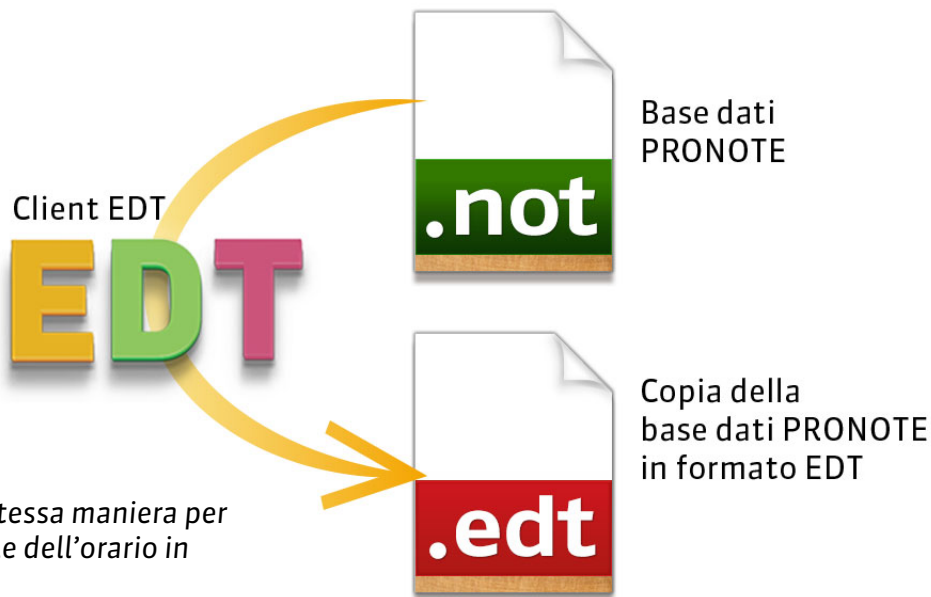 Base dati
PRONOTE
.not
Client EDT
EDT
Copia della
base dati PRONOTE
in formato EDT
.edt
tessa maniera per
e dell’orario in